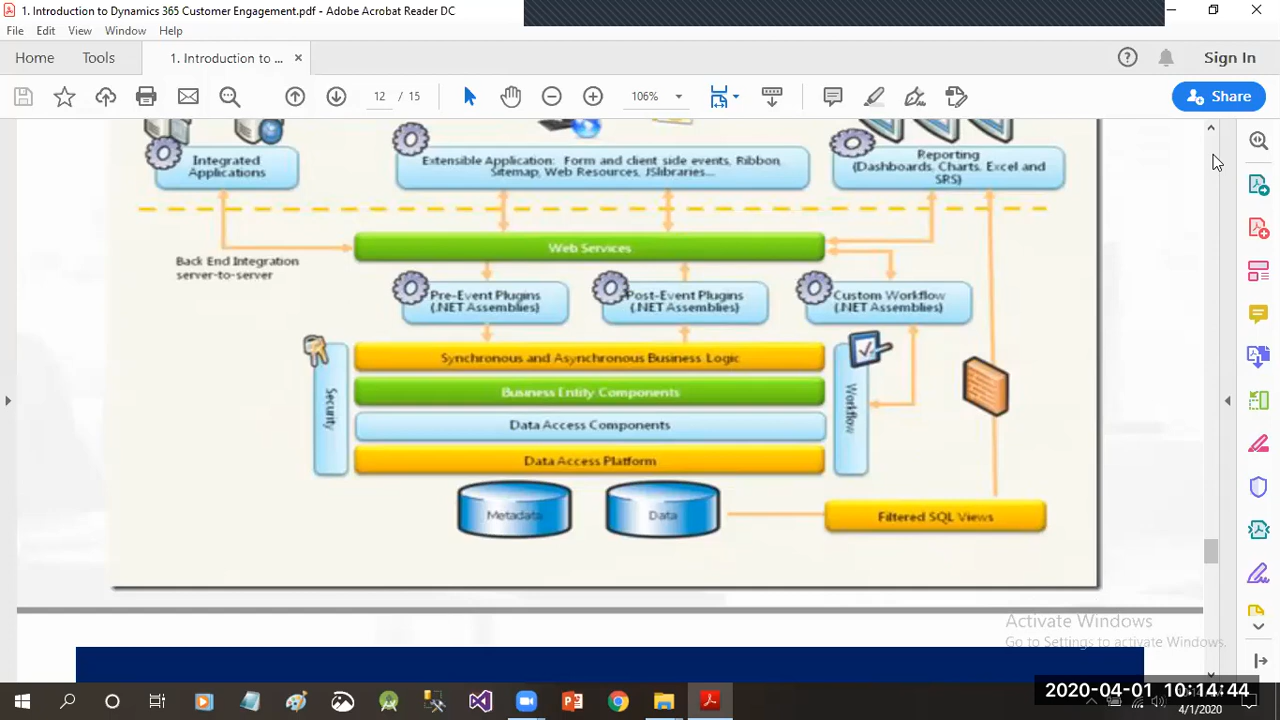 1. Introduction to Dynamics 365 Customer Engagement.pdf - Adobe Acrobat Reader DC
File Edit View Window Help
Home Tools 1. Introduction to ... × Sign In
12 / 15 106% Share
Integrated
Applications
Extensible Application: Form and client side events, Ribbon,
Sitemap, Web Resources, JSlibraries...
Reporting
(Dashboards, Charts, Excel and
SRS)
Web Services
Back End Integration
server-to-server
Pre-Event Plugins
(.NET Assemblies)
Post-Event Plugins
(.NET Assemblies)
Custom Workflow
(.NET Assemblies)
Security
Synchronous and Asynchronous Business Logic
Business Entity Components
Data Access Components
Data Access Platform
Workflow
Metadata
Data
Filtered SQL Views
Activate Windows
Go to Settings to activate Windows.
2020-04-01 10:14:44
4/1/2020